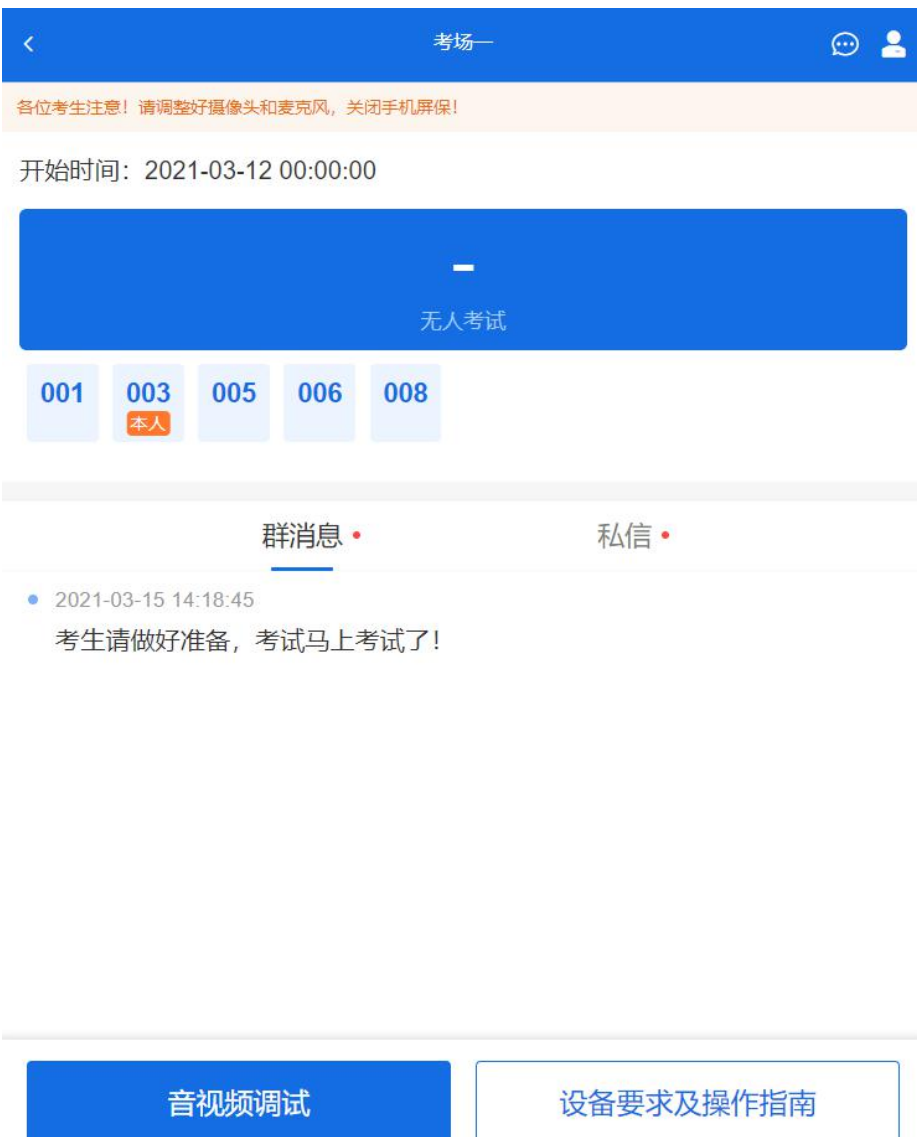 考场一
各位考生注意！请调整好摄像头和麦克风，关闭手机屏保！
开始时间：2021-03-12 00:00:00
-
无人考试
001 003 005 006 008
本人
群消息 私信
2021-03-15 14:18:45
考生请做好准备，考试马上考试了！
音视频调试 设备要求及操作指南